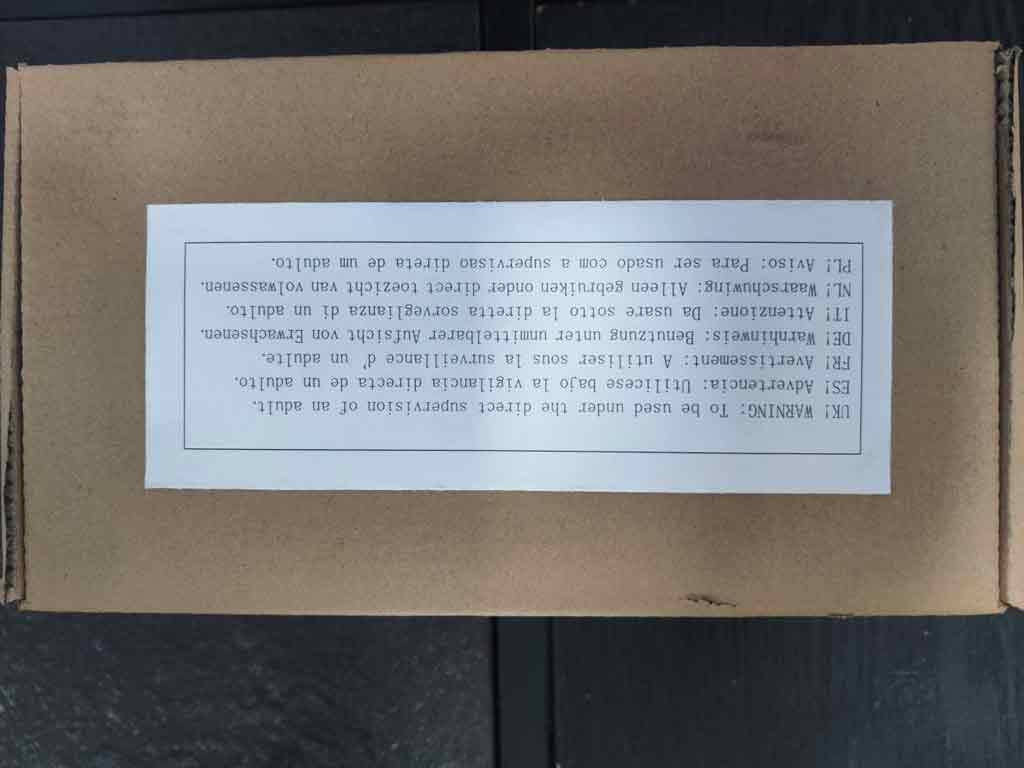 UK! WARNING: To be used under the direct supervision of an adult.
ES! Advertencia: Utilicese bajo la vigilancia directa de un adulto.
FR! Avertissement: A utiliser sous la surveillance d' un adulte.
DE! Warnhinweis: Benutzung unter unmittelbarer Aufsicht von Erwachsenen.
IT! Attenzione: Da usare sotto la diretta sorveglianza di un adulto.
NL! Waarschuwing: Alleen gebruiken onder direct toezicht van volwassenen.
PL! Aviso: Para ser usado com a supervisao direta de um adulto.